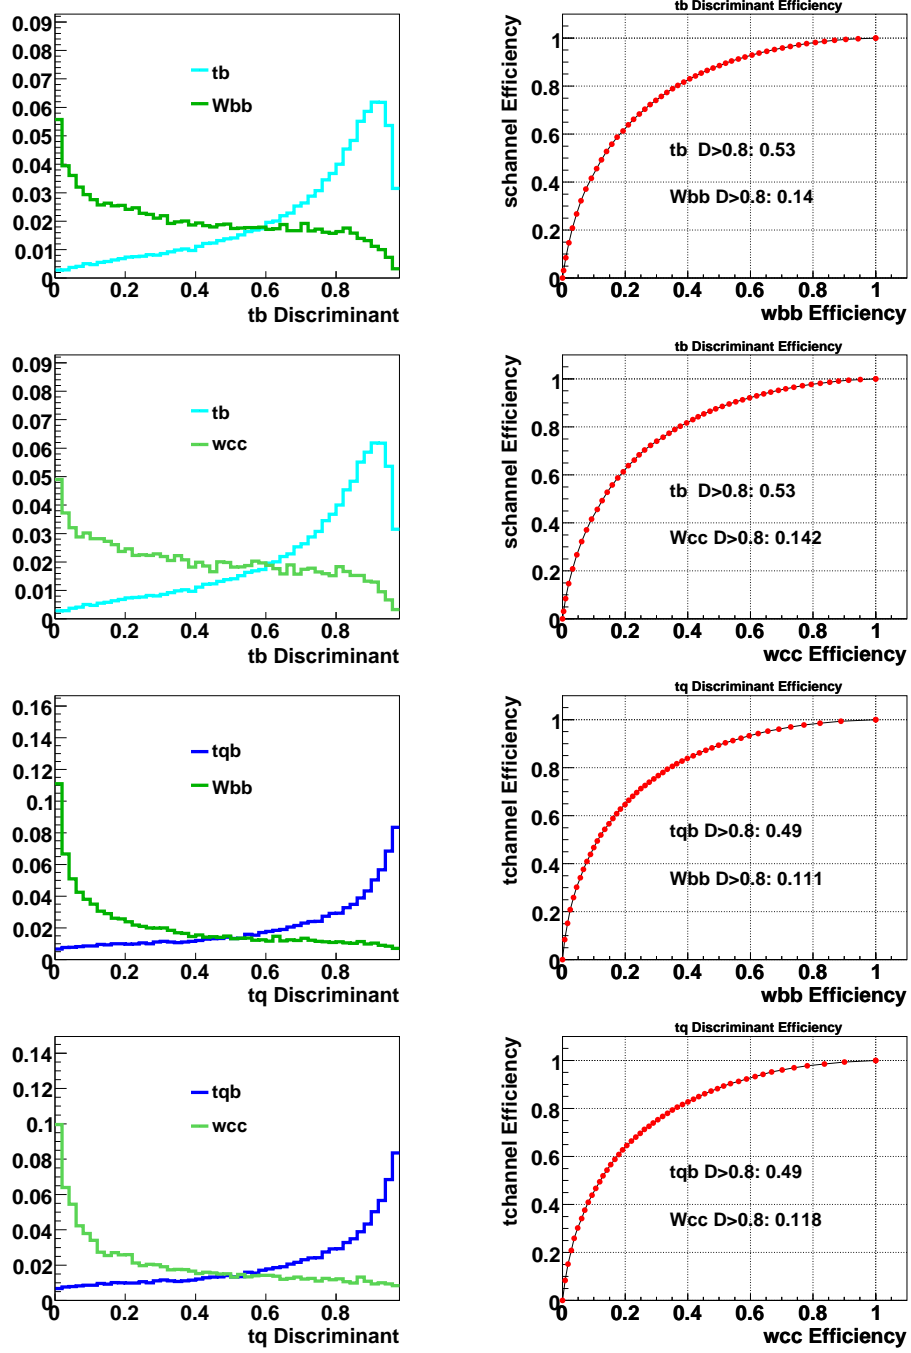 0.09
0.08
0.07
0.06
0.05
0.04
0.03
0.02
0.01
0
tb
Wbb
0 0.2 0.4 0.6 0.8
tb Discriminant
tb Discriminant Efficiency
schannel Efficiency
1
0.8
0.6
0.4
0.2
0
tb D>0.8: 0.53
Wbb D>0.8: 0.14
0 0.2 0.4 0.6 0.8 1
wbb Efficiency
0.09
0.08
0.07
0.06
0.05
0.04
0.03
0.02
0.01
0
tb
wcc
0 0.2 0.4 0.6 0.8
tb Discriminant
tb Discriminant Efficiency
schannel Efficiency
1
0.8
0.6
0.4
0.2
0
tb D>0.8: 0.53
Wcc D>0.8: 0.142
0 0.2 0.4 0.6 0.8 1
wcc Efficiency
0.16
0.14
0.12
0.1
0.08
0.06
0.04
0.02
0
tqb
Wbb
0 0.2 0.4 0.6 0.8
tq Discriminant
tq Discriminant Efficiency
tchannel Efficiency
1
0.8
0.6
0.4
0.2
0
tqb D>0.8: 0.49
Wbb D>0.8: 0.111
0 0.2 0.4 0.6 0.8 1
wbb Efficiency
0.14
0.12
0.1
0.08
0.06
0.04
0.02
0
tqb
wcc
0 0.2 0.4 0.6 0.8
tq Discriminant
tq Discriminant Efficiency
tchannel Efficiency
1
0.8
0.6
0.4
0.2
0
tqb D>0.8: 0.49
Wcc D>0.8: 0.118
0 0.2 0.4 0.6 0.8 1
wcc Efficiency